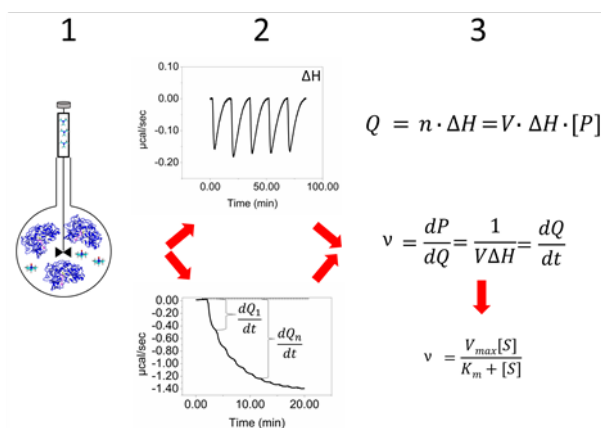 1 2 3
ΔH
µcal/sec
0.10
0.00
-0.10
-0.20
0.00 50.00 100.00
Time (min)
Q = n · ΔH = V · ΔH · [P]
ν = dP/dQ = 1/VΔH = dQ/dt
µcal/sec
0.00
-0.20
-0.40
-0.60
-0.80
-1.00
-1.20
-1.40
dQ₁/dt
dQₙ/dt
0.00 10.00 20.00
Time (min)
ν = Vₘₐₓ[S]/Kₘ + [S]